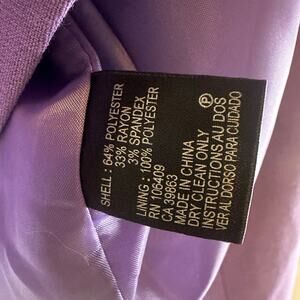 SHELL : 64% POLYESTER
33% RAYON
3% SPANDEX
LINING : 100% POLYESTER
RN 106409
CA 39863
MADE IN CHINA
DRY CLEAN ONLY
INSTRUCTIONS AU DOS
VER AL DORSO PARA CUIDADO
P